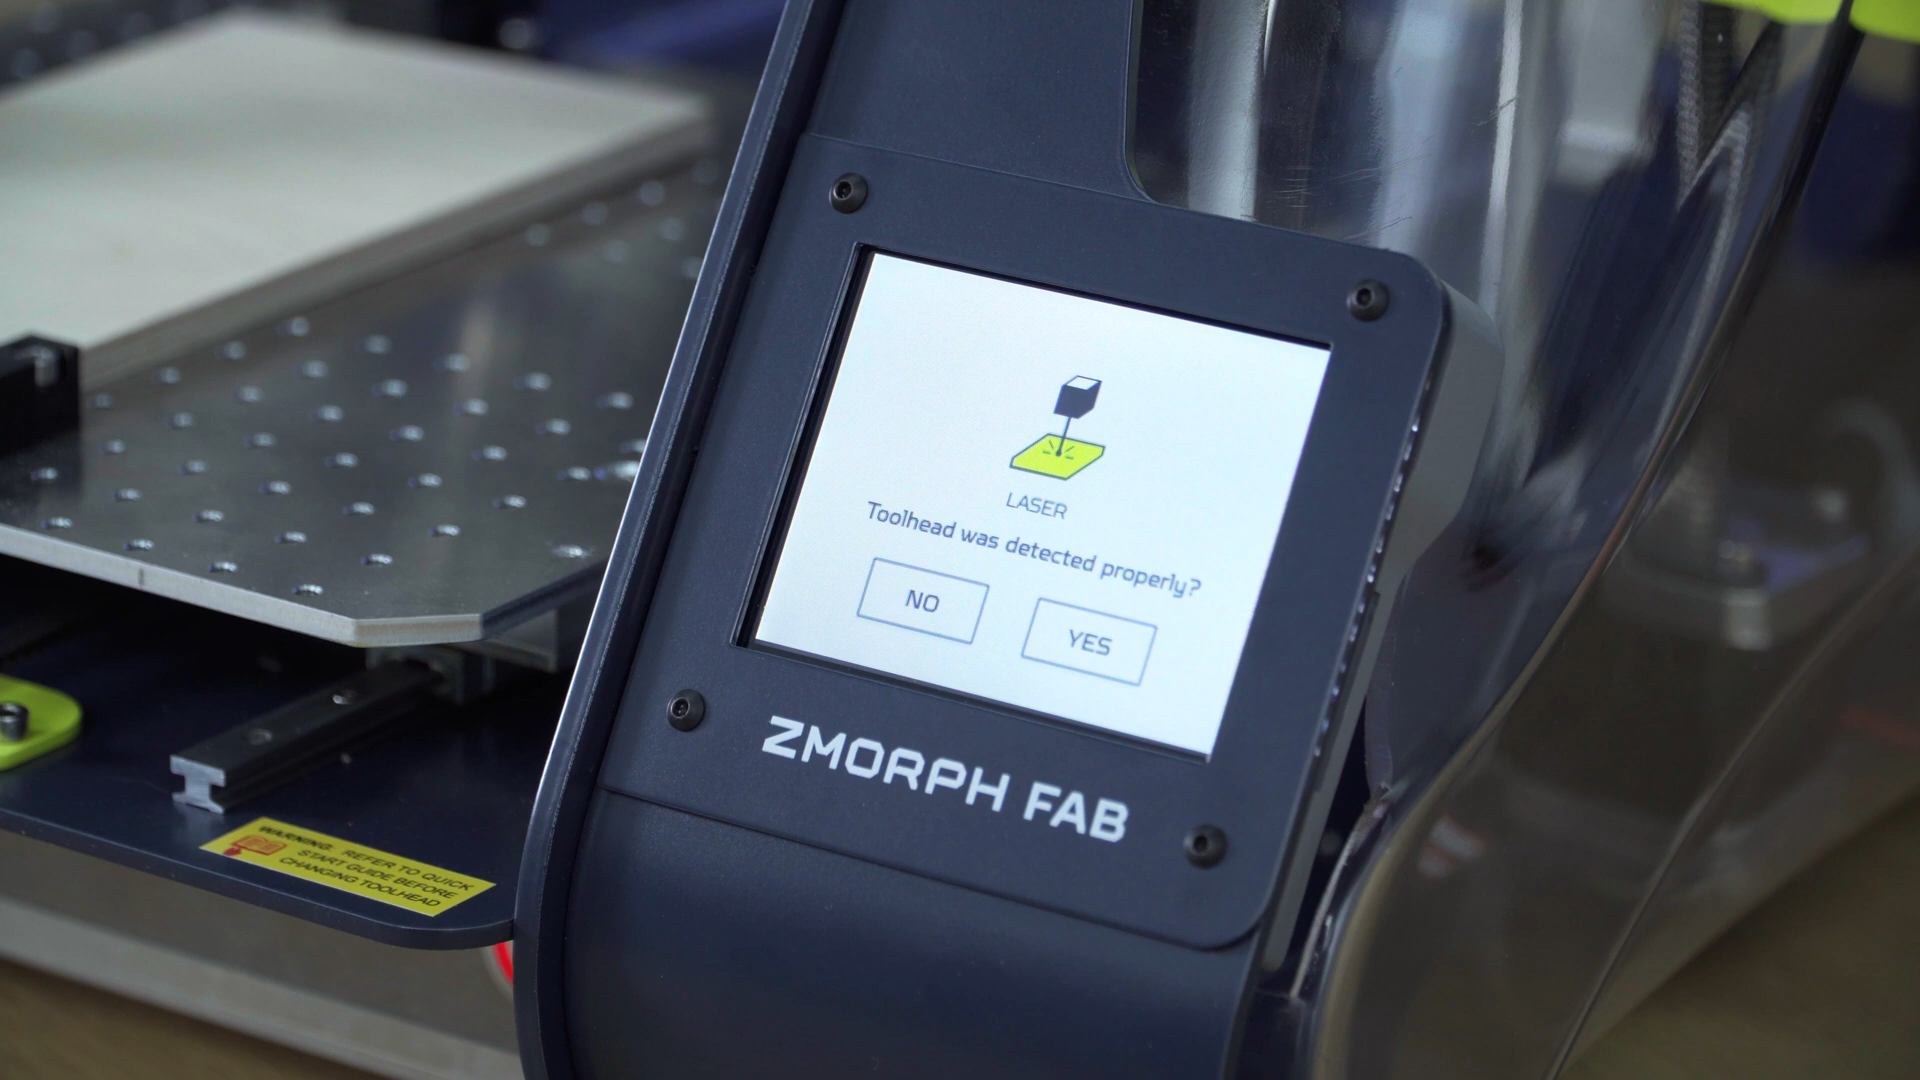 LASER
Toolhead was detected properly?
NO
YES
ZMORPH FAB
WARNING: REFER TO QUICK
START GUIDE BEFORE
CHANGING TOOLHEAD